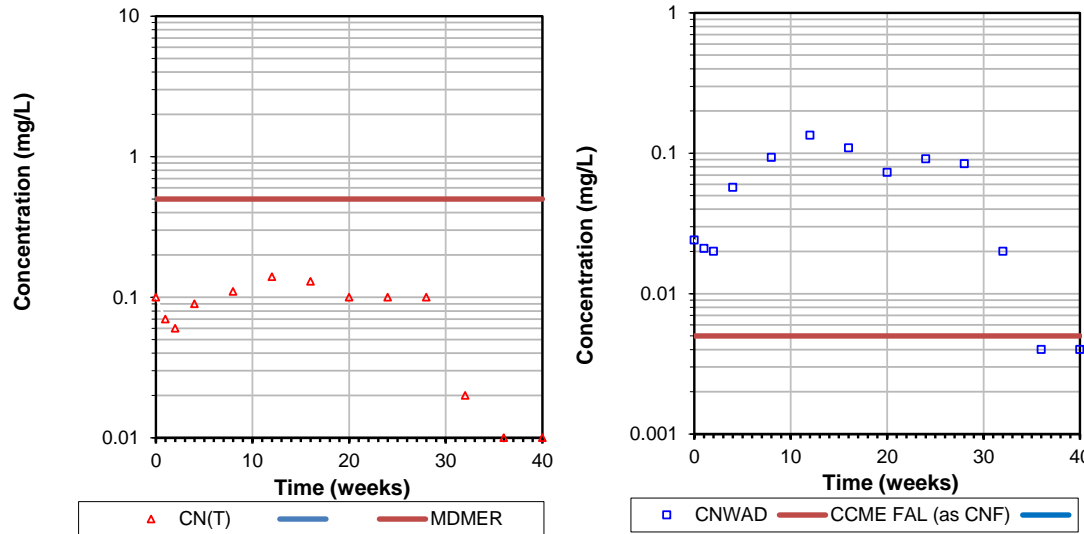 10
1
0.1
0.01
Concentration (mg/L)
0 10 20 30 40
Time (weeks)
CN(T) MDMER
1
0.1
0.01
0.001
Concentration (mg/L)
0 10 20 30 40
Time (weeks)
CNWAD CCME FAL (as CNF)